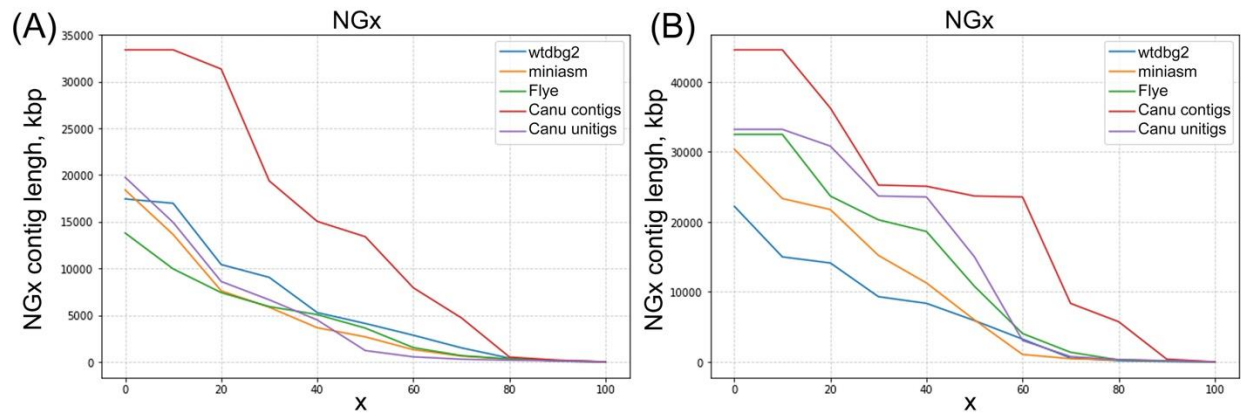 (A)
NGx
NGx contig lengh, kbp
35000
30000
25000
20000
15000
10000
5000
0
wtdbg2
miniasm
Flye
Canu contigs
Canu unitigs
0 20 40 60 80 100
x
(B)
NGx
NGx contig lengh, kbp
40000
30000
20000
10000
0
wtdbg2
miniasm
Flye
Canu contigs
Canu unitigs
0 20 40 60 80 100
x